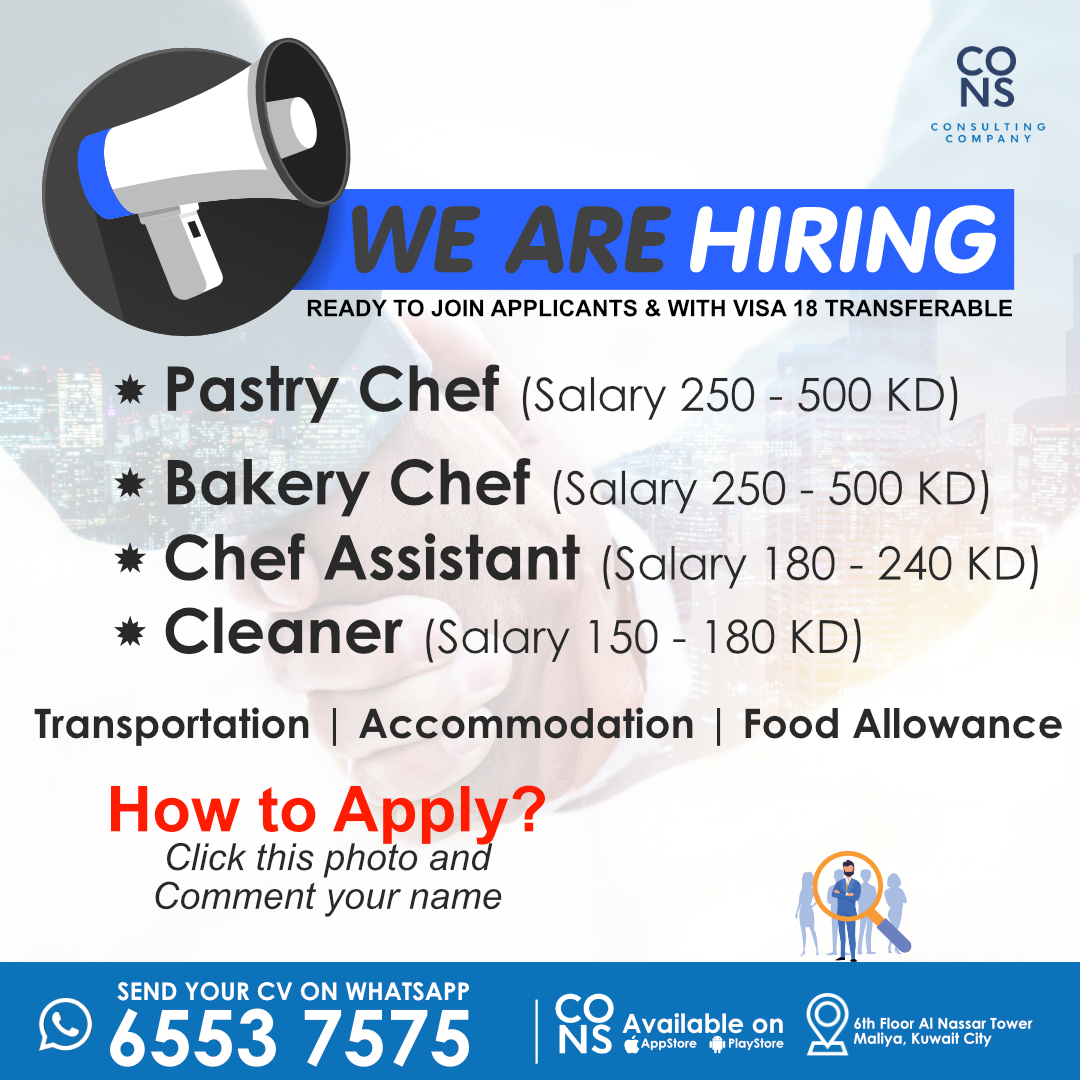 CO
NS
CONSULTING
COMPANY
WE ARE HIRING
READY TO JOIN APPLICANTS & WITH VISA 18 TRANSFERABLE
Pastry Chef (Salary 250 - 500 KD)
Bakery Chef (Salary 250 - 500 KD)
Chef Assistant (Salary 180 - 240 KD)
Cleaner (Salary 150 - 180 KD)
Transportation | Accommodation | Food Allowance
How to Apply?
Click this photo and
Comment your name
SEND YOUR CV ON WHATSAPP
6553 7575
CO
NS
Available on
AppStore PlayStore
6th Floor Al Nassar Tower
Maliya, Kuwait City